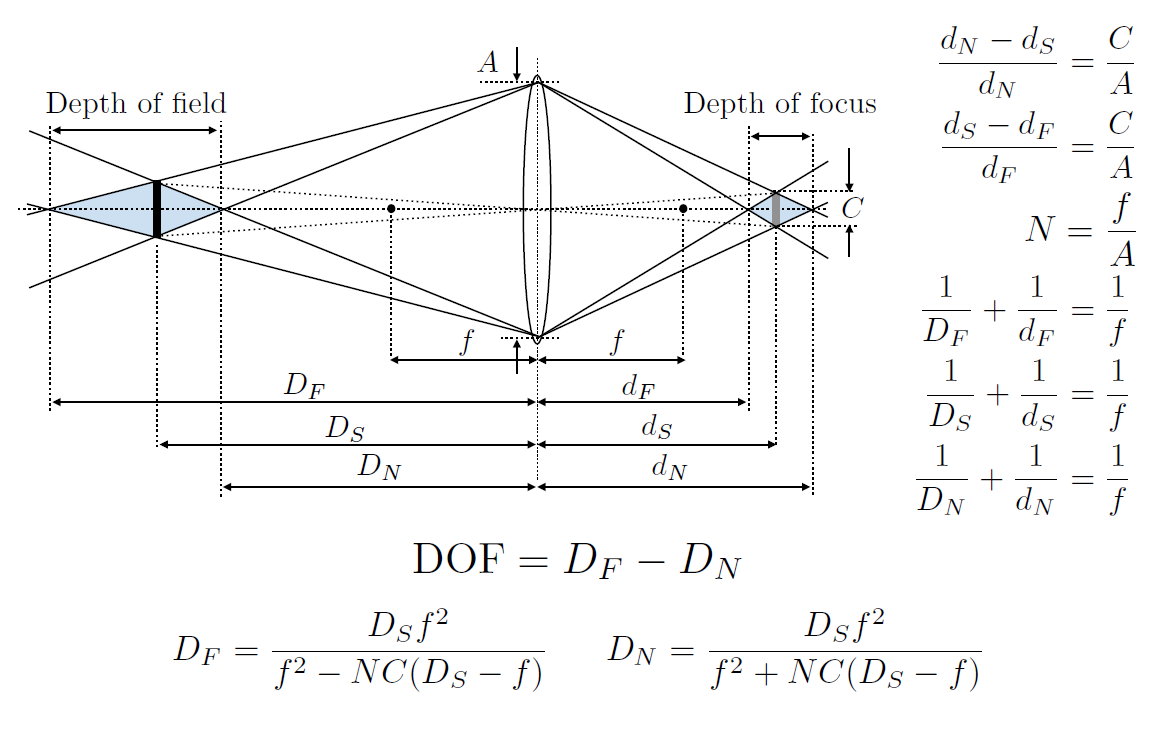 A
Depth of field
Depth of focus
C
f
f
D_F
d_F
D_S
d_S
D_N
d_N
\frac{d_N - d_S}{d_N} = \frac{C}{A}
\frac{d_S - d_F}{d_F} = \frac{C}{A}
N = \frac{f}{A}
\frac{1}{D_F} + \frac{1}{d_F} = \frac{1}{f}
\frac{1}{D_S} + \frac{1}{d_S} = \frac{1}{f}
\frac{1}{D_N} + \frac{1}{d_N} = \frac{1}{f}
DOF = D_F - D_N
D_F = \frac{D_S f^2}{f^2 - NC(D_S - f)}
D_N = \frac{D_S f^2}{f^2 + NC(D_S - f)}